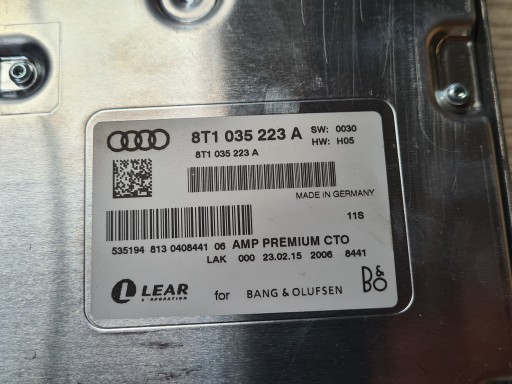 8T1 035 223 A SW: 0030
8T1 035 223 A HW: H05
MADE IN GERMANY
11S
535194 813 0408441 06 AMP PREMIUM CTO
LAK 000 23.02.15 2006 8441
LEAR for BANG & OLUFSEN B&O
CORPORATION